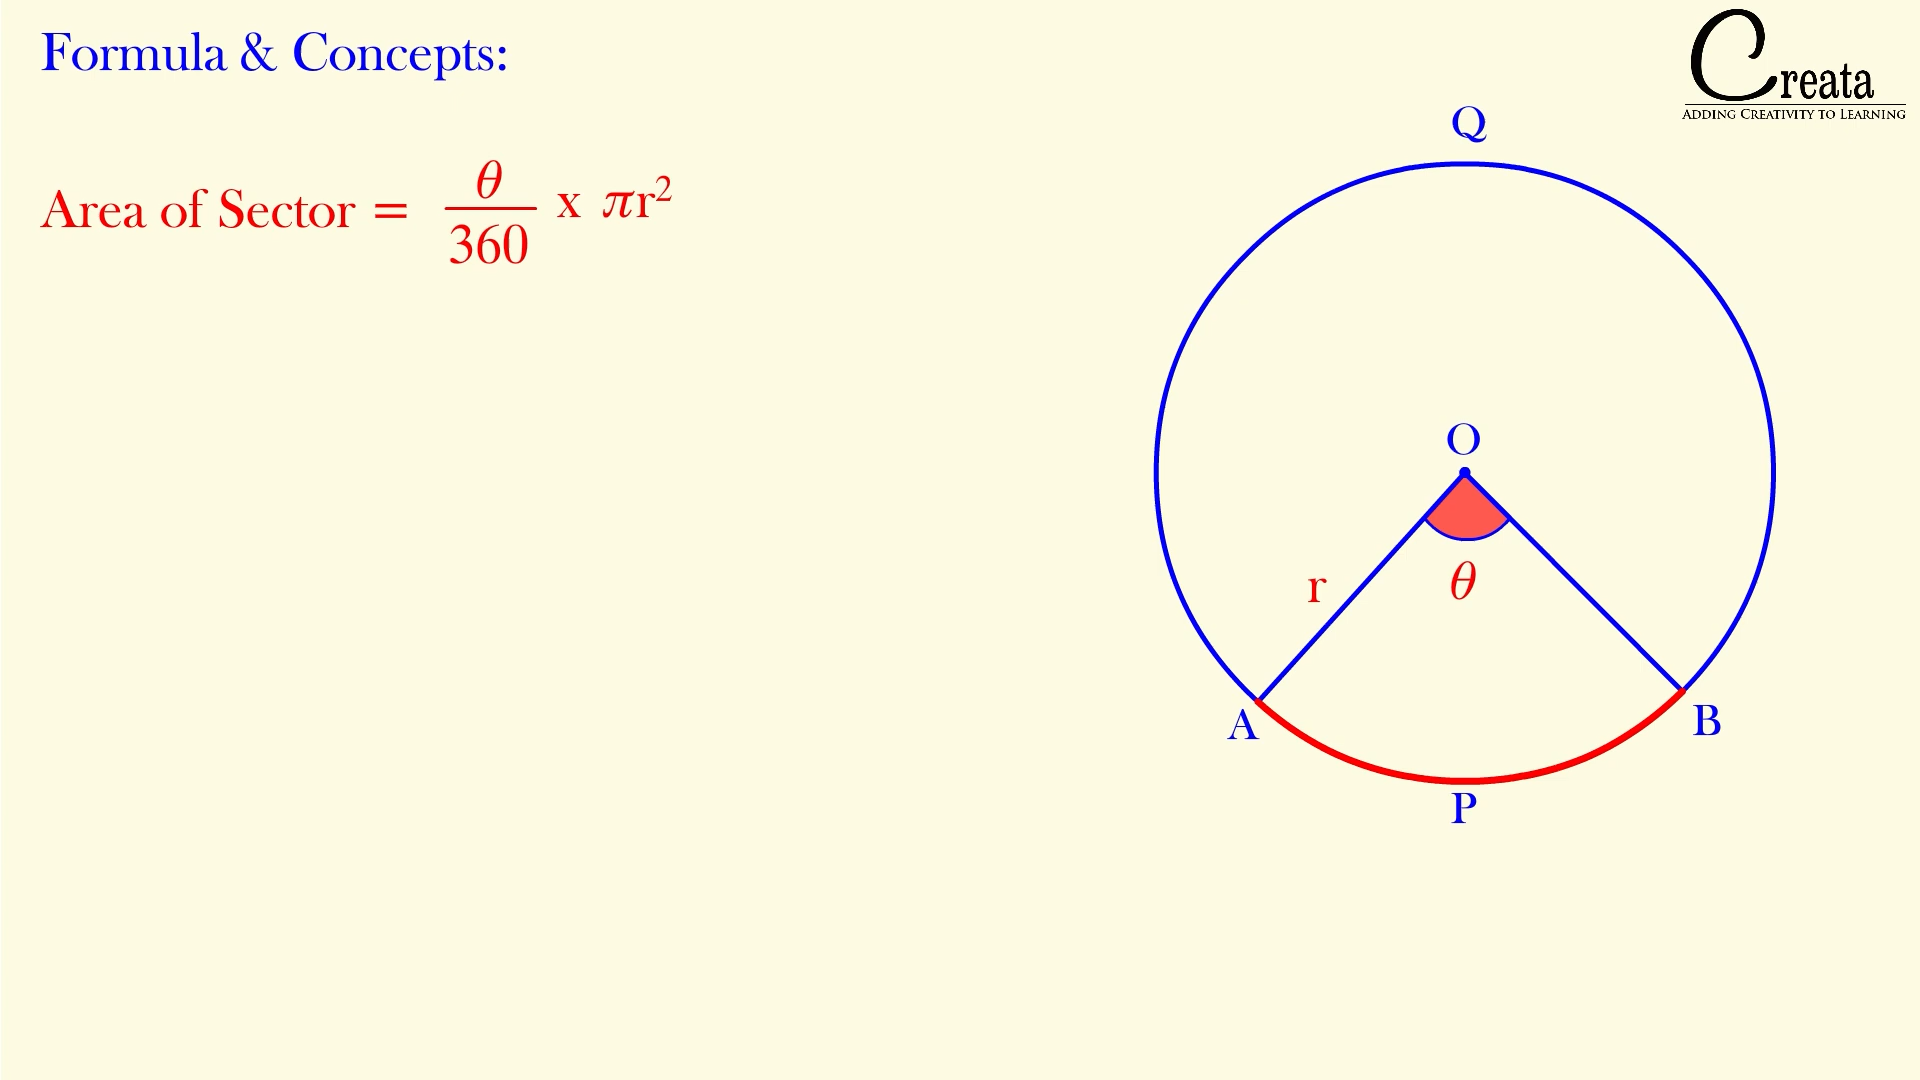 Formula & Concepts:
Creata
ADDING CREATIVITY TO LEARNING
Area of Sector = θ/360 x πr²
Q
O
r
θ
A
B
P